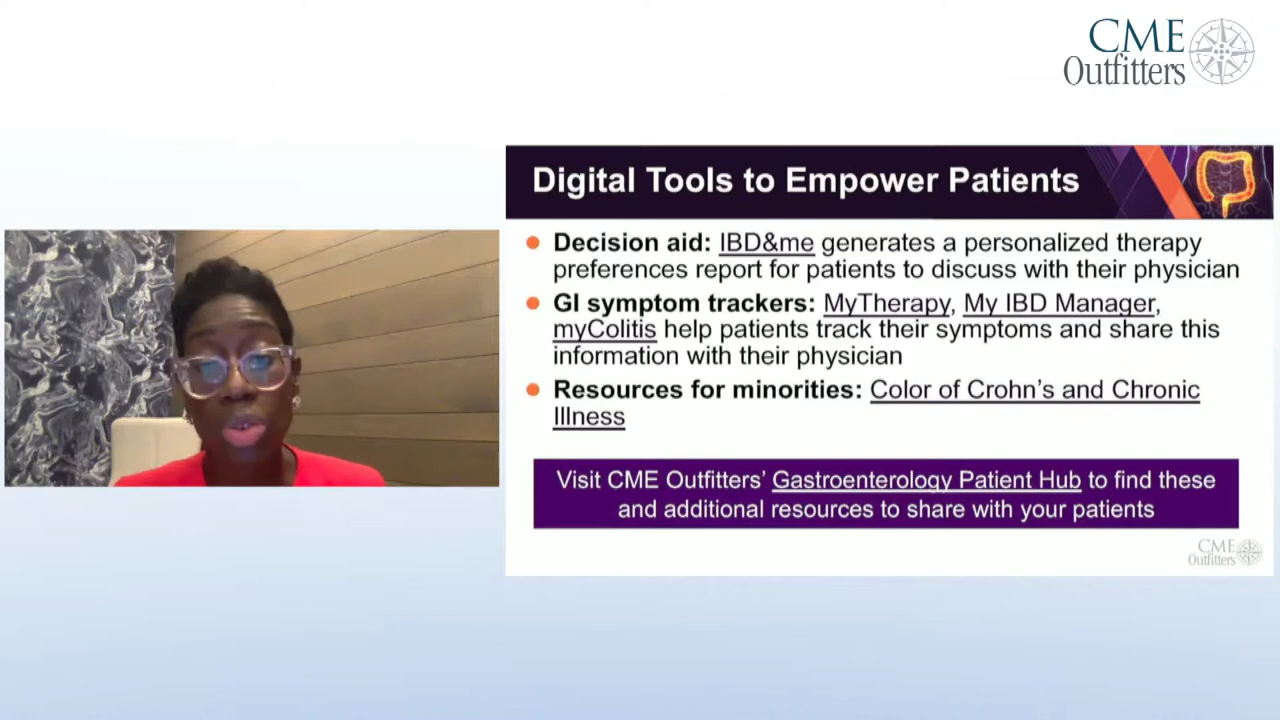 CME
Outfitters
Digital Tools to Empower Patients
Decision aid: IBD&me generates a personalized therapy
preferences report for patients to discuss with their physician
GI symptom trackers: MyTherapy, My IBD Manager,
myColitis help patients track their symptoms and share this
information with their physician
Resources for minorities: Color of Crohn's and Chronic
Illness
Visit CME Outfitters' Gastroenterology Patient Hub to find these
and additional resources to share with your patients
CME
Outfitters